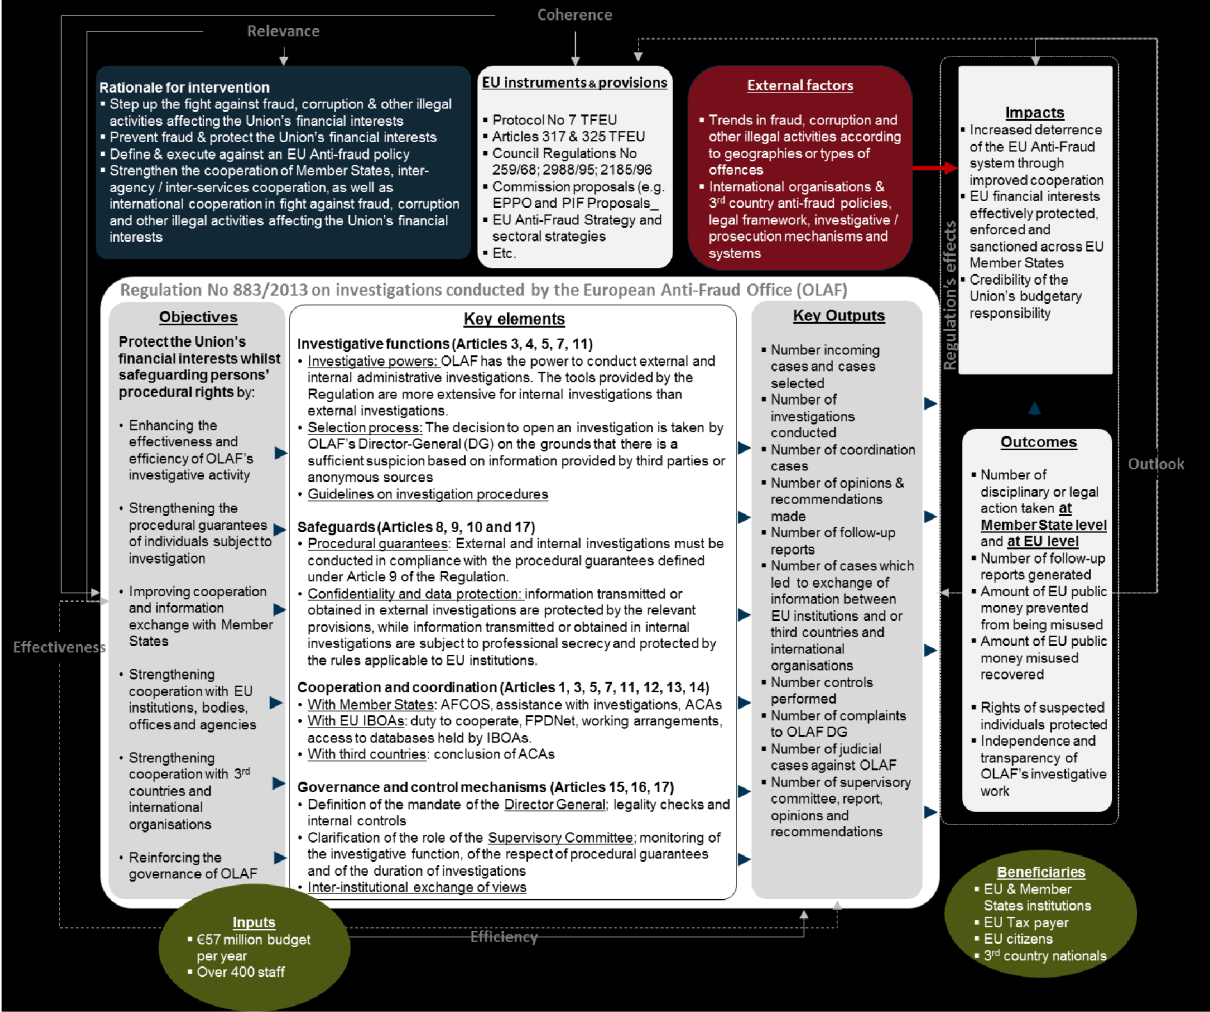 Coherence
Relevance
Rationale for intervention
▪ Step up the fight against fraud, corruption & other illegal
activities affecting the Union's financial interests
▪ Prevent fraud & protect the Union's financial interests
▪ Define & execute against an EU Anti-fraud policy
▪ Strengthen the cooperation of Member States, inter-
agency / inter-services cooperation, as well as
international cooperation in fight against fraud, corruption
and other illegal activities affecting the Union's financial
interests
EU instruments & provisions
▪ Protocol No 7 TFEU
▪ Articles 317 & 325 TFEU
▪ Council Regulations No
259/68; 2988/95; 2185/96
▪ Commission proposals (e.g.
EPPO and PIF Proposals_
▪ EU Anti-Fraud Strategy and
sectoral strategies
▪ Etc.
External factors
▪ Trends in fraud, corruption and
other illegal activities according
to geographies or types of
offences
▪ International organisations &
3rd country anti-fraud policies,
legal framework, investigative /
prosecution mechanisms and
systems
Regulation's effects
Impacts
▪ Increased deterrence
of the EU Anti-Fraud
system through
improved cooperation
▪ EU financial interests
effectively protected,
enforced and
sanctioned across EU
Member States
▪ Credibility of the
Union's budgetary
responsibility
Regulation No 883/2013 on investigations conducted by the European Anti-Fraud Office (OLAF)
Objectives
Protect the Union's
financial interests whilst
safeguarding persons'
procedural rights by:
• Enhancing the
effectiveness and
efficiency of OLAF's
investigative activity
• Strengthening the
procedural guarantees
of individuals subject to
investigation
• Improving cooperation
and information
exchange with Member
States
• Strengthening
cooperation with EU
institutions, bodies,
offices and agencies
• Strengthening
cooperation with 3rd
countries and
international
organisations
• Reinforcing the
governance of OLAF
Key elements
Investigative functions (Articles 3, 4, 5, 7, 11)
• Investigative powers: OLAF has the power to conduct external and
internal administrative investigations. The tools provided by the
Regulation are more extensive for internal investigations than
external investigations.
• Selection process: The decision to open an investigation is taken by
OLAF's Director-General (DG) on the grounds that there is a
sufficient suspicion based on information provided by third parties or
anonymous sources
• Guidelines on investigation procedures
Safeguards (Articles 8, 9, 10 and 17)
• Procedural guarantees: External and internal investigations must be
conducted in compliance with the procedural guarantees defined
under Article 9 of the Regulation.
• Confidentiality and data protection: information transmitted or
obtained in external investigations are protected by the relevant
provisions, while information transmitted or obtained in internal
investigations are subject to professional secrecy and protected by
the rules applicable to EU institutions.
Cooperation and coordination (Articles 1, 3, 5, 7, 11, 12, 13, 14)
• With Member States: AFCOS, assistance with investigations, ACAs
• With EU IBOAs: duty to cooperate, FPDNet, working arrangements,
access to databases held by IBOAs.
• With third countries: conclusion of ACAs
Governance and control mechanisms (Articles 15, 16, 17)
• Definition of the mandate of the Director General; legality checks and
internal controls
• Clarification of the role of the Supervisory Committee; monitoring of
the investigative function, of the respect of procedural guarantees
and of the duration of investigations
• Inter-institutional exchange of views
Key Outputs
▪ Number incoming
cases and cases
selected
▪ Number of
investigations
conducted
▪ Number of coordination
cases
▪ Number of opinions &
recommendations
made
▪ Number of follow-up
reports
▪ Number of cases which
led to exchange of
information between
EU institutions and or
third countries and
international
organisations
▪ Number controls
performed
▪ Number of complaints
to OLAF DG
▪ Number of judicial
cases against OLAF
▪ Number of supervisory
committee, report,
opinions and
recommendations
Outcomes
▪ Number of
disciplinary or legal
action taken at
Member State level
and at EU level
▪ Number of follow-up
reports generated
▪ Amount of EU public
money prevented
from being misused
▪ Amount of EU public
money misused
recovered
▪ Rights of suspected
individuals protected
▪ Independence and
transparency of
OLAF's investigative
work
Outlook
Effectiveness
Inputs
▪ €57 million budget
per year
▪ Over 400 staff
Efficiency
Beneficiaries
▪ EU & Member
States institutions
▪ EU Tax payer
▪ EU citizens
▪ 3rd country nationals